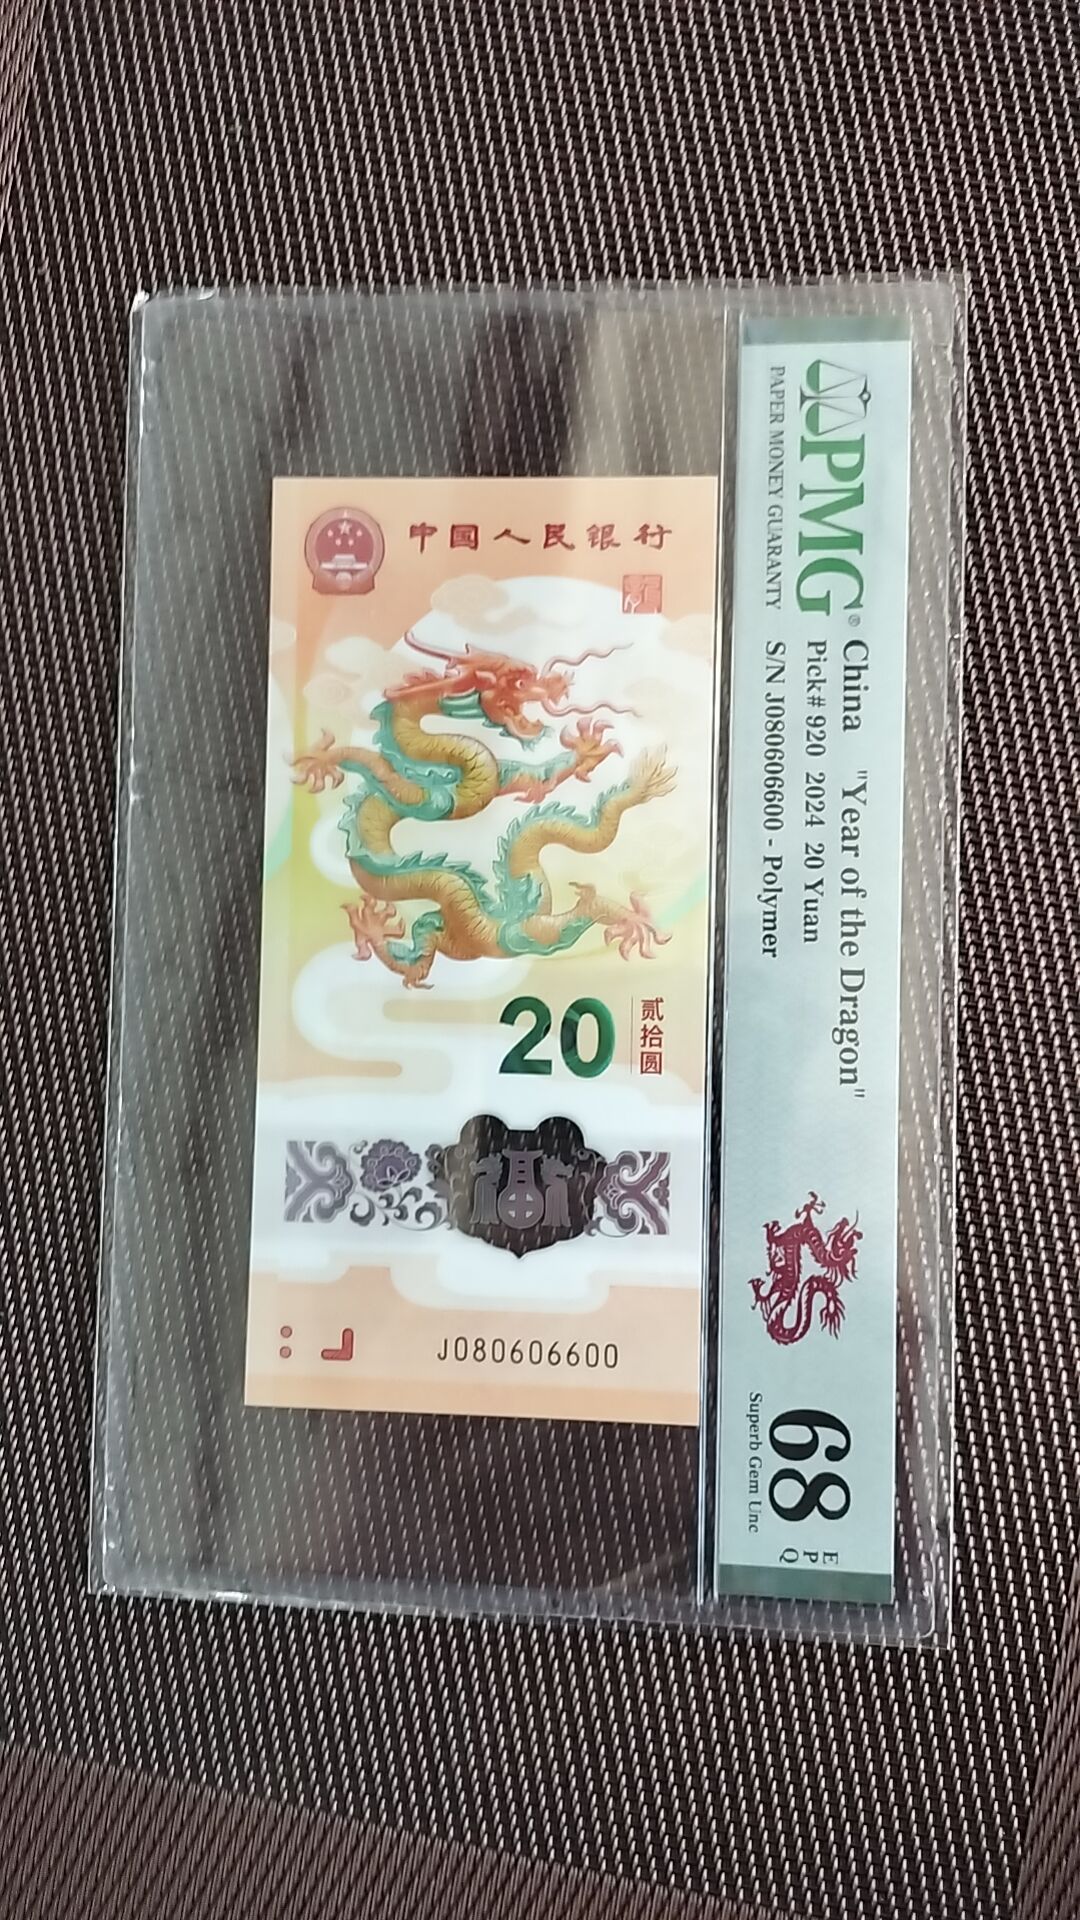 PMG®
PAPER MONEY GUARANTY
China "Year of the Dragon"
Pick# 920 2024 20 Yuan
S/N J080606600 - Polymer
68
Superb Gem Unc
EPQ
中国人民银行
20
贰拾圆
J080606600